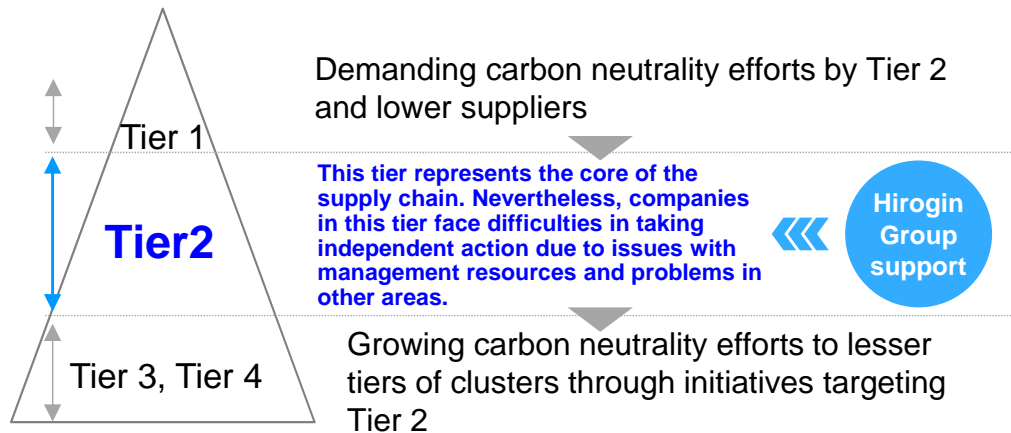 Demanding carbon neutrality efforts by Tier 2
and lower suppliers
Tier 1
This tier represents the core of the
supply chain. Nevertheless, companies
in this tier face difficulties in taking
independent action due to issues with
management resources and problems in
other areas.
Tier2
Hirogin
Group
support
Growing carbon neutrality efforts to lesser
tiers of clusters through initiatives targeting
Tier 2
Tier 3, Tier 4